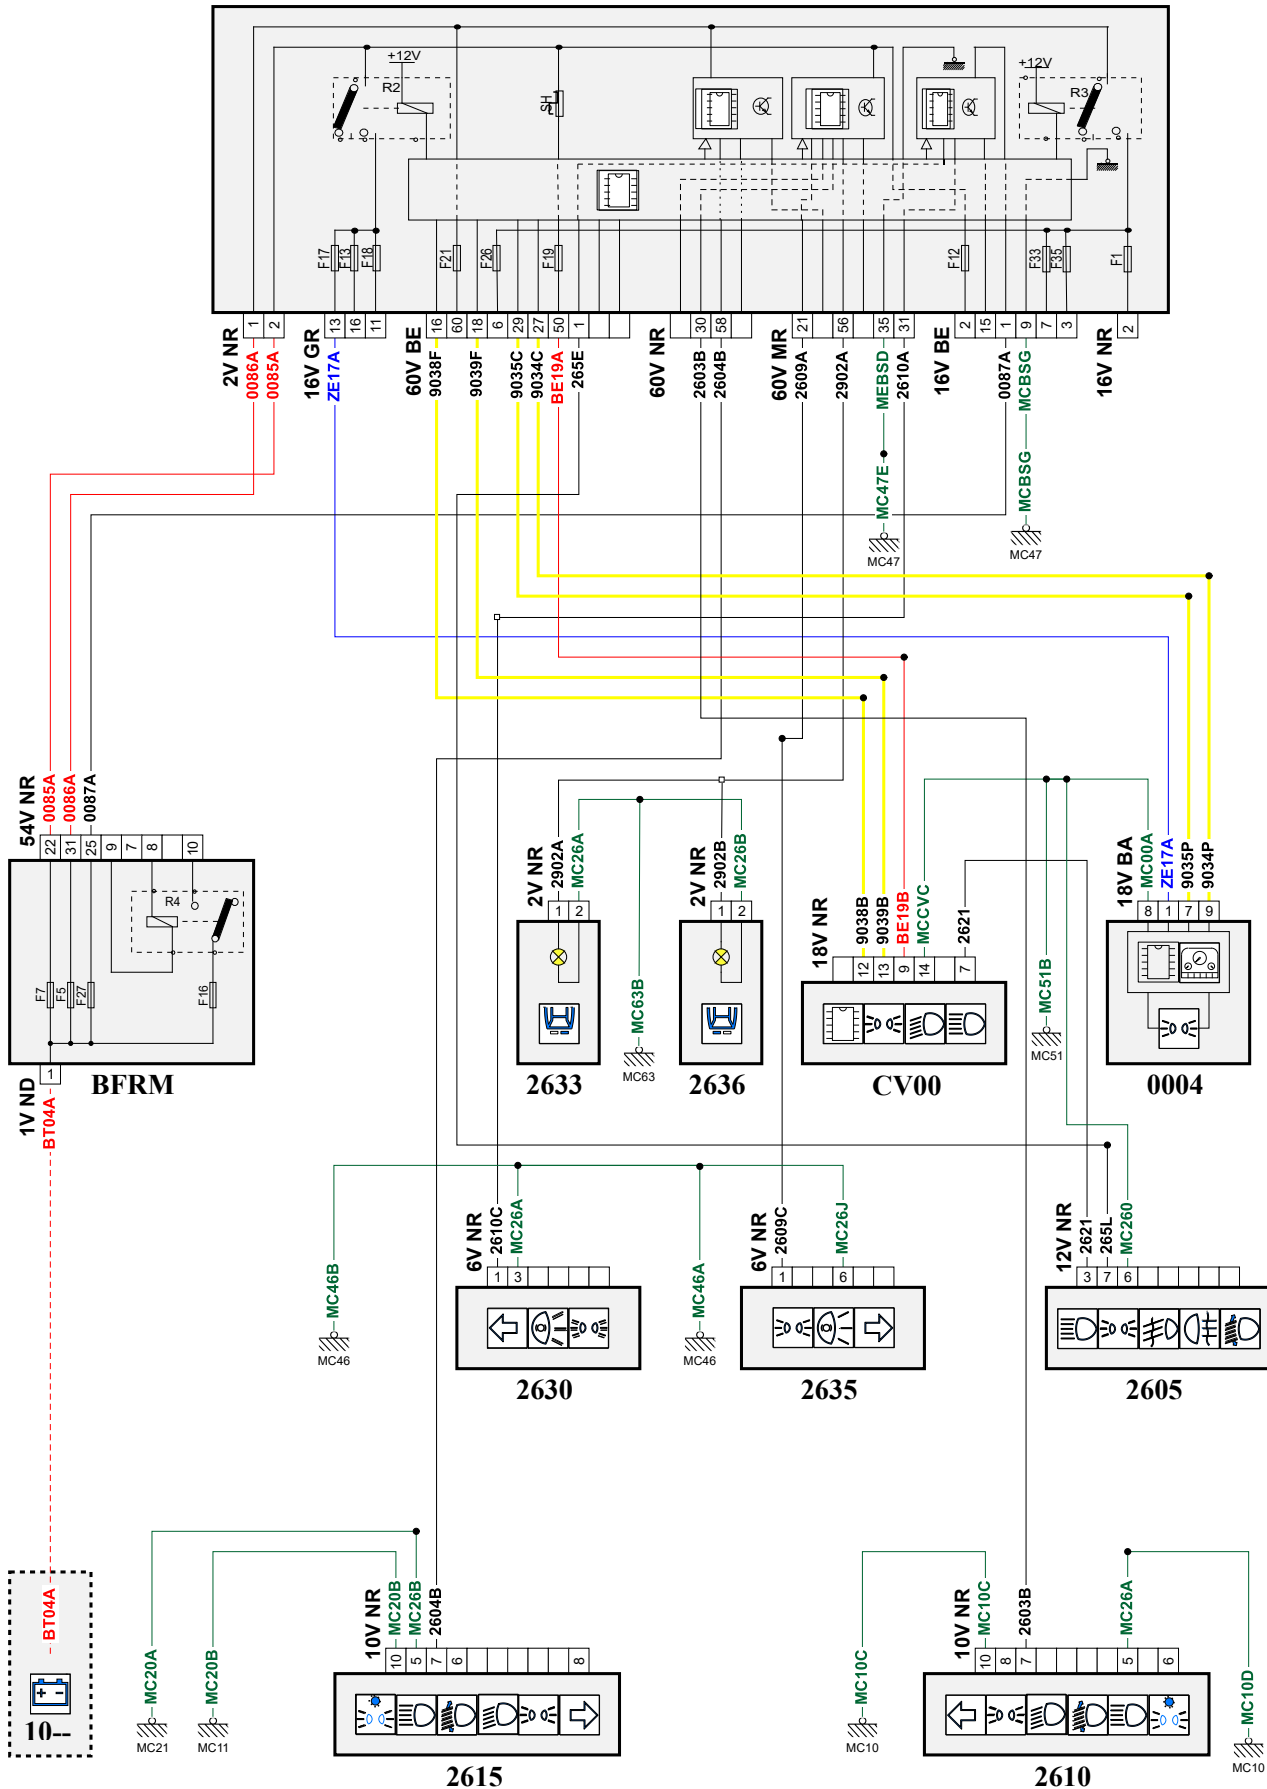 +12V
R2
SH
+12V
R3
F17
F13
F18
F21
F26
F19
F12
F33
F35
F1
1 2 13 16 11 16 60 18 6 29 27 50 1 30 58 21 56 35 31 2 15 1 9 7 3 2
2V NR
0086A
0085A
16V GR
ZE17A
60V BE
9038F
9039F
9035C
9034C
BE19A
265E
60V NR
2603B
2604B
60V MR
2609A
2902A
MEBSD
2610A
16V BE
0087A
MCBSG
16V NR
MC47E
MCBSG
MC47
MC47
54V NR
0085A
0086A
0087A
22 31 25 9 7 8 10
R4
F7
F5
F27
F16
1
1V ND
BT04A
BFRM
2V NR
2902A
MC26A
1 2
2633
MC63B
MC63
2V NR
2902B
MC26B
1 2
2636
18V NR
9038B
9039B
BE19B
MCCVC
2621
12 13 9 14 7
CV00
MC51B
MC51
18V BA
MC00A
ZE17A
9035P
9034P
8 1 7 9
0004
MC46B
MC46
6V NR
2610C
MC26A
1 3
2630
MC46A
MC46
6V NR
2609C
MC26J
1 6
2635
12V NR
2621
265L
MC260
3 7 6
2605
BT04A
+ -
10--
MC20A
MC21
MC20B
MC11
10V NR
MC20B
MC26B
2604B
10 5 7 6 8
2615
MC10C
MC10
10V NR
MC10C
2603B
MC26A
10 8 7 5 6
2610
MC10D
MC10